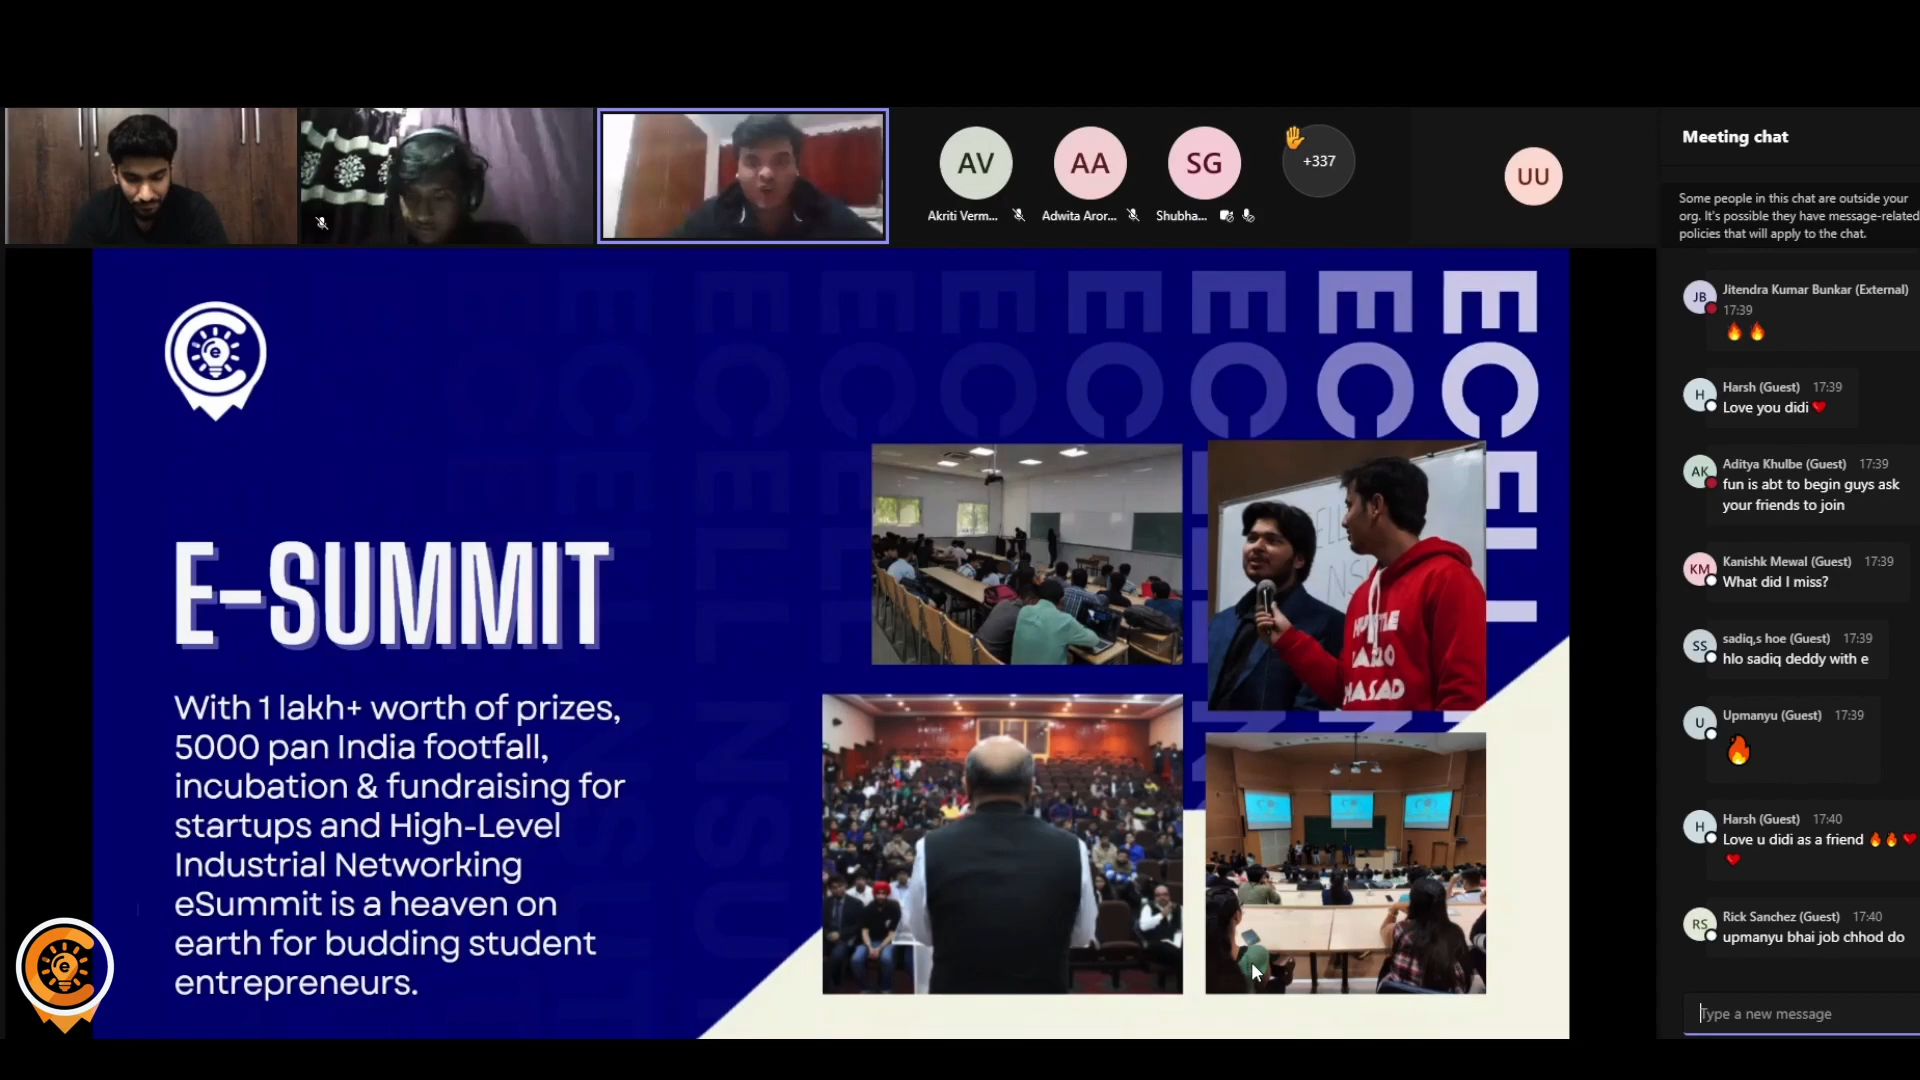 AV
AA
SG
+337
UU
Akriti Verm...
Adwita Aror...
Shubha...
Meeting chat
Some people in this chat are outside your
org. It's possible they have message-related
policies that will apply to the chat.
JB
Jitendra Kumar Bunkar (External)
17:39
🔥 🔥
H
Harsh (Guest) 17:39
Love you didi ❤️
AK
Aditya Khulbe (Guest) 17:39
fun is abt to begin guys ask
your friends to join
KM
Kanishk Mewal (Guest) 17:39
What did I miss?
SS
sadiq,s hoe (Guest) 17:39
hlo sadiq deddy with e
U
Upmanyu (Guest) 17:39
🔥
H
Harsh (Guest) 17:40
Love u didi as a friend 🔥🔥❤️
❤️
RS
Rick Sanchez (Guest) 17:40
upmanyu bhai job chhod do
Type a new message
e
ECELL
E-SUMMIT
With 1 lakh+ worth of prizes,
5000 pan India footfall,
incubation & fundraising for
startups and High-Level
Industrial Networking
eSummit is a heaven on
earth for budding student
entrepreneurs.
e